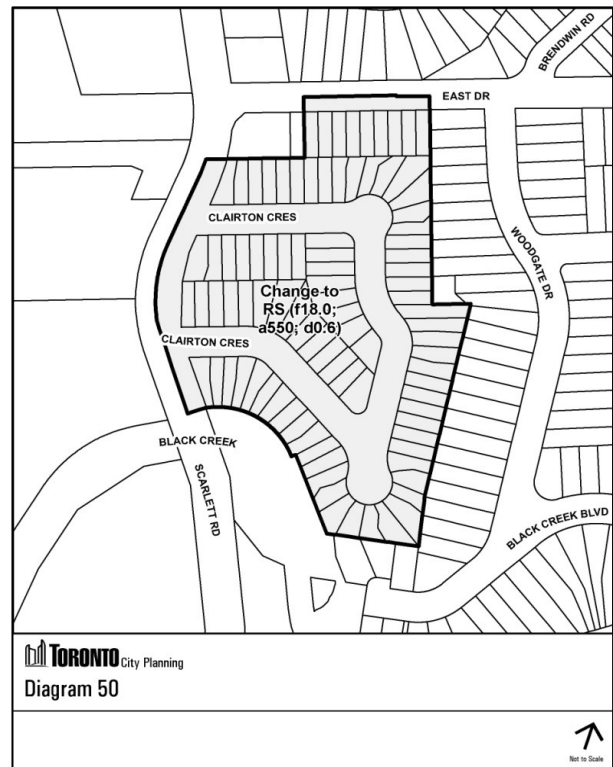 BRENDWIN RD
EAST DR
CLAIRTON CRES
WOODGATE DR
Change to
RS (f18.0;
a550; d0.6)
CLAIRTON CRES
BLACK CREEK
SCARLETT RD
BLACK CREEK BLVD
TORONTO City Planning
Diagram 50
Not to Scale